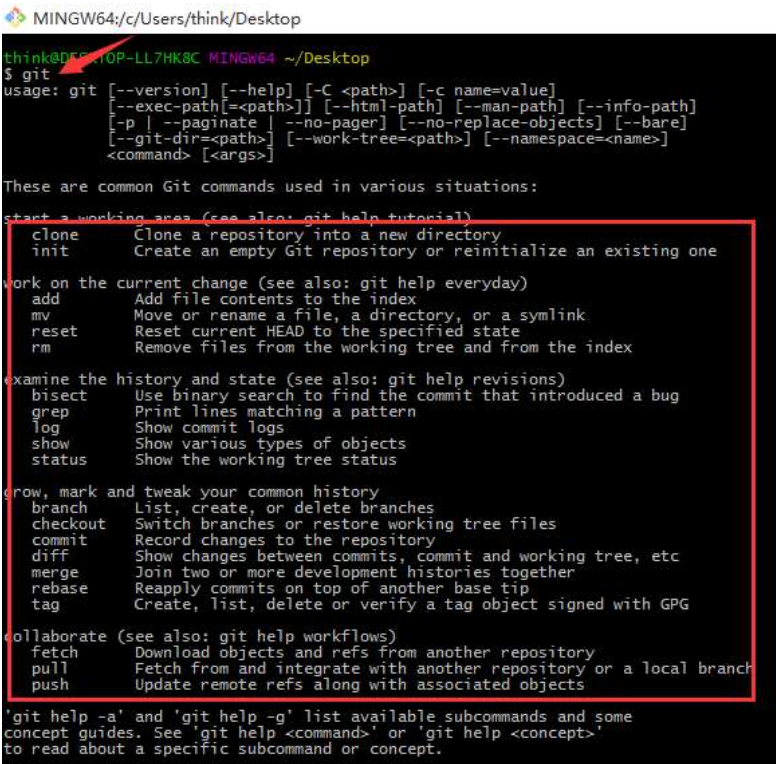 MINGW64:/c/Users/think/Desktop
think@DESKTOP-LL7HK8C MINGW64 ~/Desktop
$ git
usage: git [--version] [--help] [-C <path>] [-c name=value]
           [--exec-path[=<path>]] [--html-path] [--man-path] [--info-path]
           [-p | --paginate | --no-pager] [--no-replace-objects] [--bare]
           [--git-dir=<path>] [--work-tree=<path>] [--namespace=<name>]
           <command> [<args>]
These are common Git commands used in various situations:
start a working area (see also: git help tutorial)
   clone      Clone a repository into a new directory
   init       Create an empty Git repository or reinitialize an existing one
work on the current change (see also: git help everyday)
   add        Add file contents to the index
   mv         Move or rename a file, a directory, or a symlink
   reset      Reset current HEAD to the specified state
   rm         Remove files from the working tree and from the index
examine the history and state (see also: git help revisions)
   bisect     Use binary search to find the commit that introduced a bug
   grep       Print lines matching a pattern
   log        Show commit logs
   show       Show various types of objects
   status     Show the working tree status
grow, mark and tweak your common history
   branch     List, create, or delete branches
   checkout   Switch branches or restore working tree files
   commit     Record changes to the repository
   diff       Show changes between commits, commit and working tree, etc
   merge      Join two or more development histories together
   rebase     Reapply commits on top of another base tip
   tag        Create, list, delete or verify a tag object signed with GPG
collaborate (see also: git help workflows)
   fetch      Download objects and refs from another repository
   pull       Fetch from and integrate with another repository or a local branch
   push       Update remote refs along with associated objects
'git help -a' and 'git help -g' list available subcommands and some
concept guides. See 'git help <command>' or 'git help <concept>'
to read about a specific subcommand or concept.